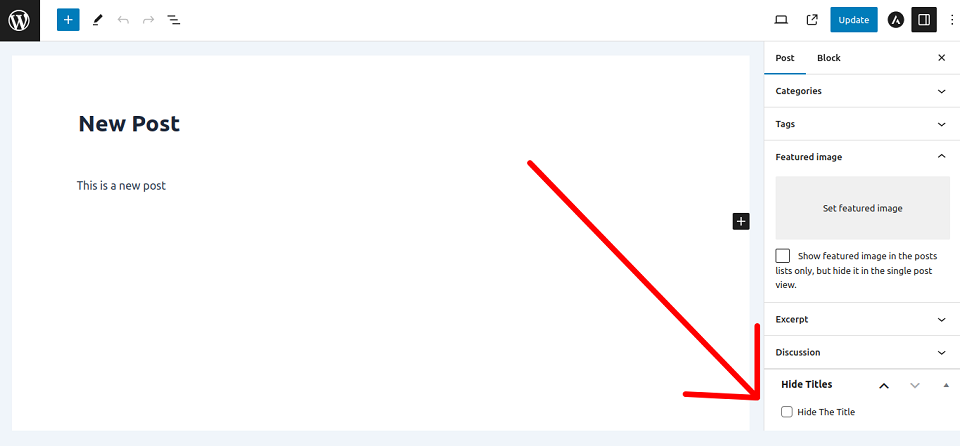 Update
Post Block
Categories
Tags
Featured image
Set featured image
Show featured image in the posts
lists only, but hide it in the single post
view.
Excerpt
Discussion
Hide Titles
Hide The Title
New Post
This is a new post